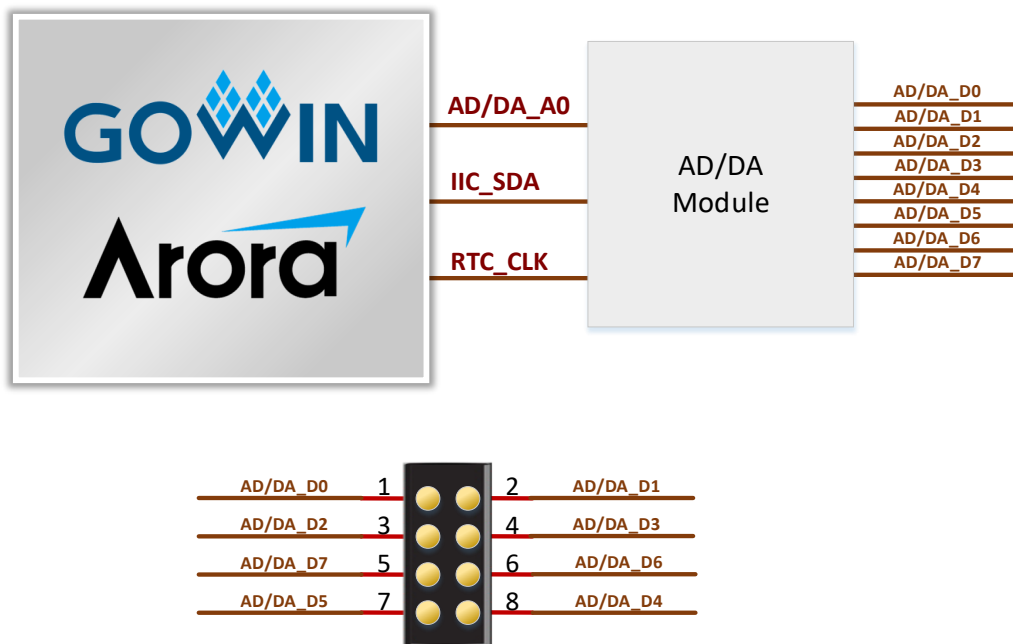 GOWIN
Arora
AD/DA_A0
IIC_SDA
RTC_CLK
AD/DA
Module
AD/DA_D0
AD/DA_D1
AD/DA_D2
AD/DA_D3
AD/DA_D4
AD/DA_D5
AD/DA_D6
AD/DA_D7
AD/DA_D0 1 2 AD/DA_D1
AD/DA_D2 3 4 AD/DA_D3
AD/DA_D7 5 6 AD/DA_D6
AD/DA_D5 7 8 AD/DA_D4